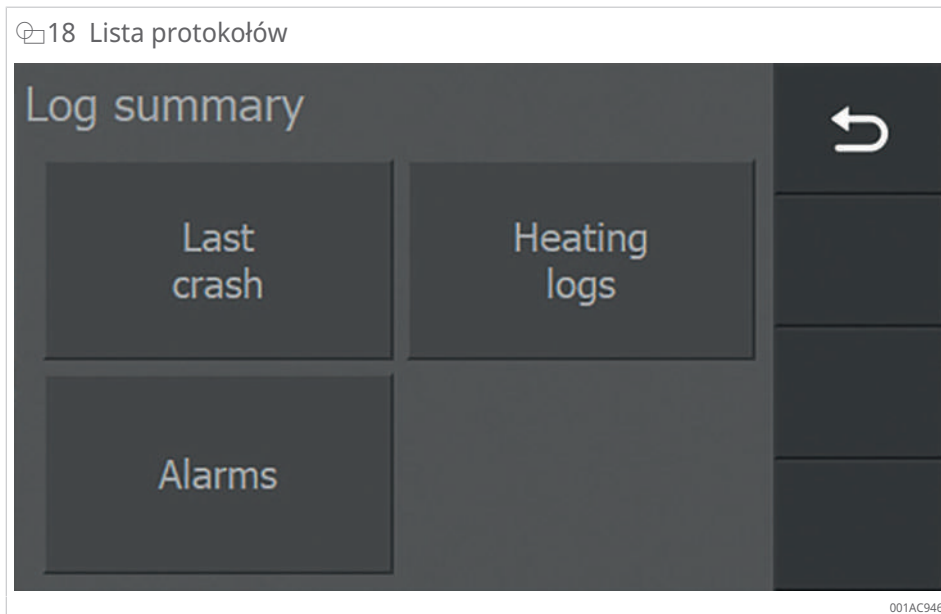 18 Lista protokołów
Log summary
Last
crash
Heating
logs
Alarms
001AC946